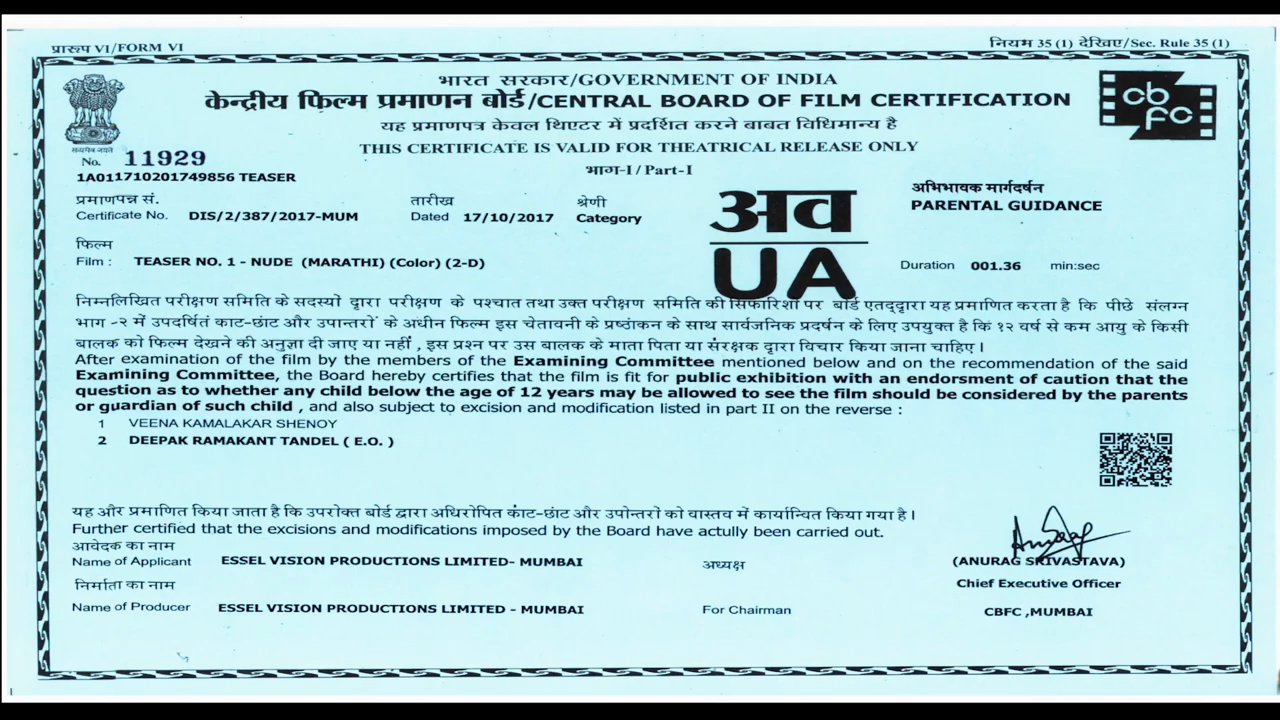 प्रारूप VI/FORM VI
नियम 35 (1) देखिए/Sec. Rule 35 (1)
भारत सरकार/GOVERNMENT OF INDIA
केन्द्रीय फिल्म प्रमाणन बोर्ड/CENTRAL BOARD OF FILM CERTIFICATION
cbfc
यह प्रमाणपत्र केवल थिएटर में प्रदर्शित करने बाबत विधिमान्य है
THIS CERTIFICATE IS VALID FOR THEATRICAL RELEASE ONLY
सत्यमेव जयते
No. 11929
भाग-I/Part-I
1A011710201749856 TEASER
प्रमाणपत्र सं. तारीख श्रेणी
Certificate No. DIS/2/387/2017-MUM Dated 17/10/2017 Category
अव
UA
अभिभावक मार्गदर्षन
PARENTAL GUIDANCE
फिल्म
Film : TEASER NO. 1 - NUDE (MARATHI) (Color) (2-D)
Duration 001.36 min:sec
निम्नलिखित परीक्षण समिति के सदस्यों द्वारा परीक्षण के पश्चात तथा उक्त परीक्षण समिति की सिफारिशों पर बोर्ड एतद्द्वारा यह प्रमाणित करता है कि पीछे संलग्न
भाग -२ में उपदर्षित काट-छांट और उपान्तरों के अधीन फिल्म इस चेतावनी के प्रष्ठांकन के साथ सार्वजनिक प्रदर्षन के लिए उपयुक्त है कि १२ वर्ष से कम आयु के किसी
बालक को फिल्म देखने की अनुज्ञा दी जाए या नहीं, इस प्रश्न पर उस बालक के माता पिता या संरक्षक द्वारा विचार किया जाना चाहिए।
After examination of the film by the members of the Examining Committee mentioned below and on the recommendation of the said
Examining Committee, the Board hereby certifies that the film is fit for public exhibition with an endorsment of caution that the
question as to whether any child below the age of 12 years may be allowed to see the film should be considered by the parents
or guardian of such child , and also subject to excision and modification listed in part II on the reverse :
1 VEENA KAMALAKAR SHENOY
2 DEEPAK RAMAKANT TANDEL ( E.O. )
यह और प्रमाणित किया जाता है कि उपरोक्त बोर्ड द्वारा अधिरोपित काट-छांट और उपोन्तरों को वास्तव में कार्यान्वित किया गया है।
Further certified that the excisions and modifications imposed by the Board have actully been carried out.
आवेदक का नाम
Name of Applicant ESSEL VISION PRODUCTIONS LIMITED- MUMBAI
अध्यक्ष
(ANURAG SRIVASTAVA)
निर्माता का नाम
Chief Executive Officer
Name of Producer ESSEL VISION PRODUCTIONS LIMITED - MUMBAI
For Chairman
CBFC ,MUMBAI